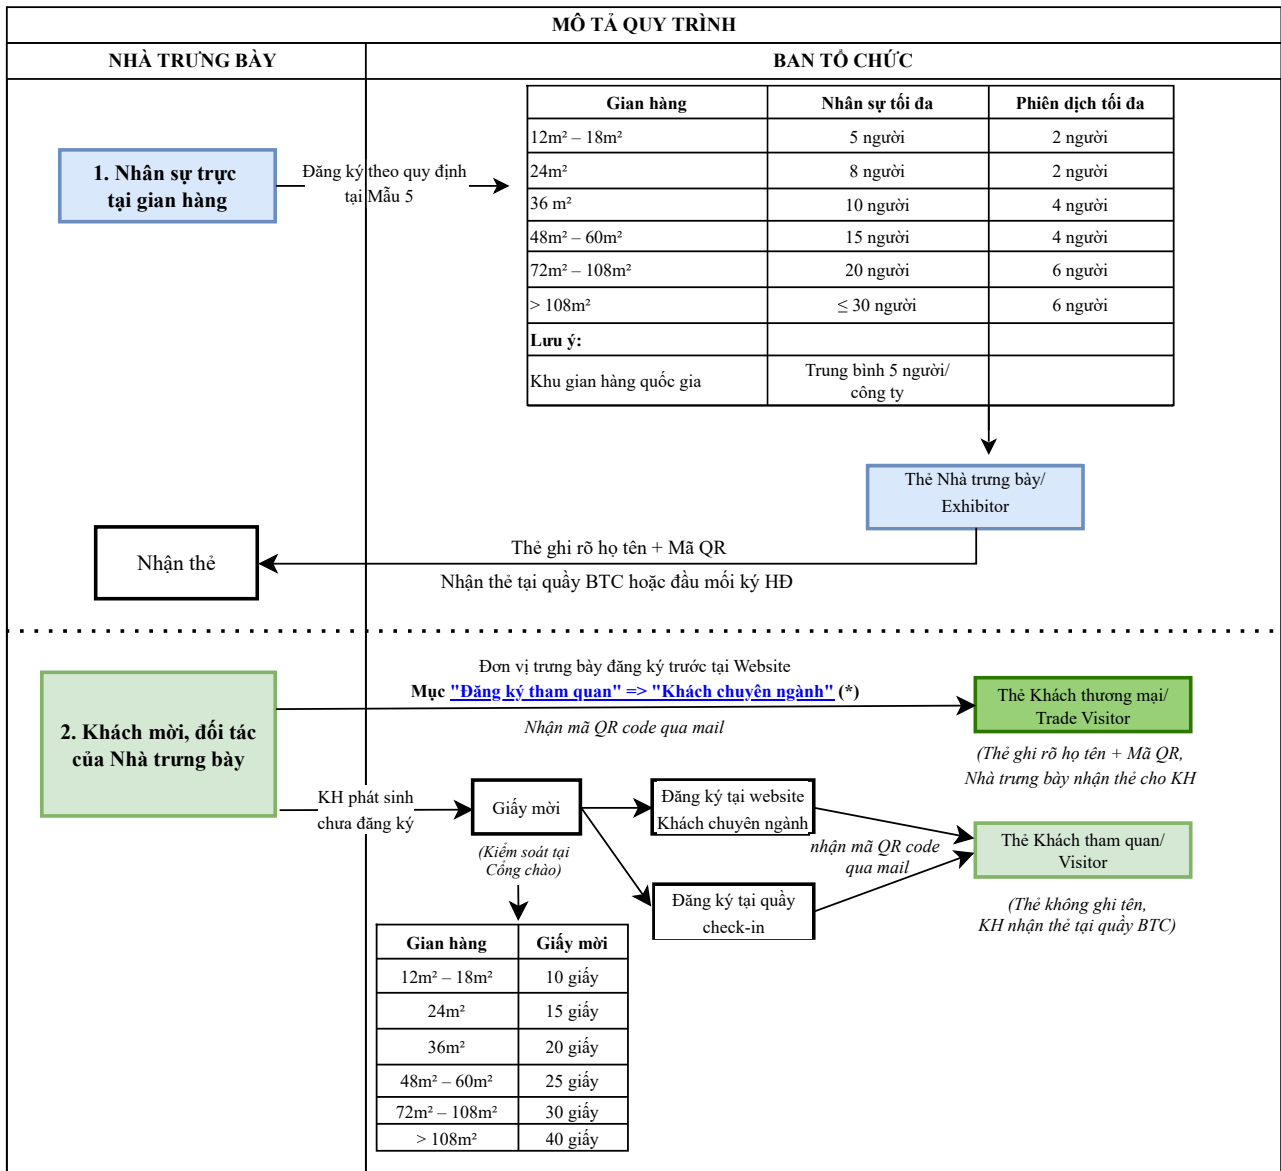 MÔ TẢ QUY TRÌNH
NHÀ TRƯNG BÀY
BAN TỔ CHỨC
1. Nhân sự trực
tại gian hàng
Đăng ký theo quy định
tại Mẫu 5
Gian hàng Nhân sự tối đa Phiên dịch tối đa
12m² – 18m² 5 người 2 người
24m² 8 người 2 người
36 m² 10 người 4 người
48m² – 60m² 15 người 4 người
72m² – 108m² 20 người 6 người
> 108m² ≤ 30 người 6 người
Lưu ý:
Khu gian hàng quốc gia Trung bình 5 người/
công ty
Thẻ Nhà trưng bày/
Exhibitor
Nhận thẻ
Thẻ ghi rõ họ tên + Mã QR
Nhận thẻ tại quầy BTC hoặc đầu mối ký HĐ
2. Khách mời, đối tác
của Nhà trưng bày
Đơn vị trưng bày đăng ký trước tại Website
Mục "Đăng ký tham quan" => "Khách chuyên ngành" (*)
Nhận mã QR code qua mail
Thẻ Khách thương mại/
Trade Visitor
(Thẻ ghi rõ họ tên + Mã QR,
Nhà trưng bày nhận thẻ cho KH
KH phát sinh
chưa đăng ký
Giấy mời
(Kiểm soát tại
Cổng chào)
Đăng ký tại website
Khách chuyên ngành
Đăng ký tại quầy
check-in
nhận mã QR code
qua mail
Thẻ Khách tham quan/
Visitor
(Thẻ không ghi tên,
KH nhận thẻ tại quầy BTC)
Gian hàng Giấy mời
12m² – 18m² 10 giấy
24m² 15 giấy
36m² 20 giấy
48m² – 60m² 25 giấy
72m² – 108m² 30 giấy
> 108m² 40 giấy